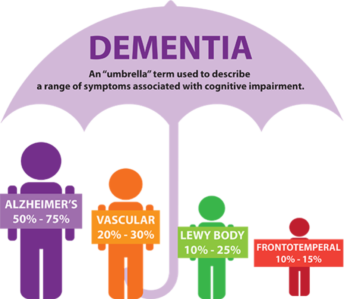 DEMENTIA
An "umbrella" term used to describe
a range of symptoms associated with cognitive impairment.
ALZHEIMER'S
50% - 75%
VASCULAR
20% - 30%
LEWY BODY
10% - 25%
FRONTOTEMPERAL
10% - 15%